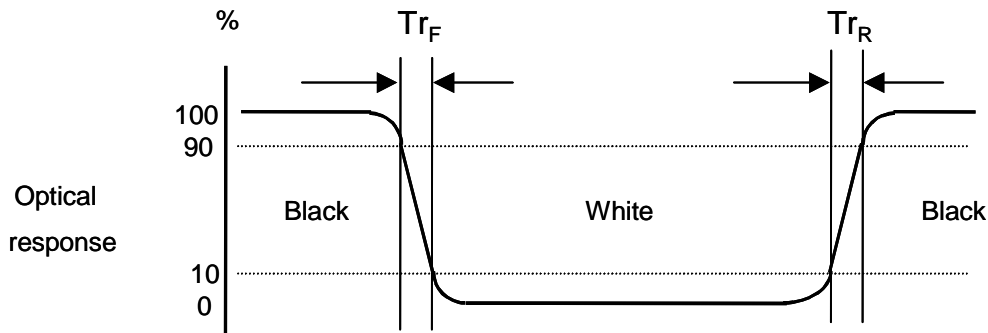 % Tr_F Tr_R
100
90
Optical
response
Black White Black
10
0